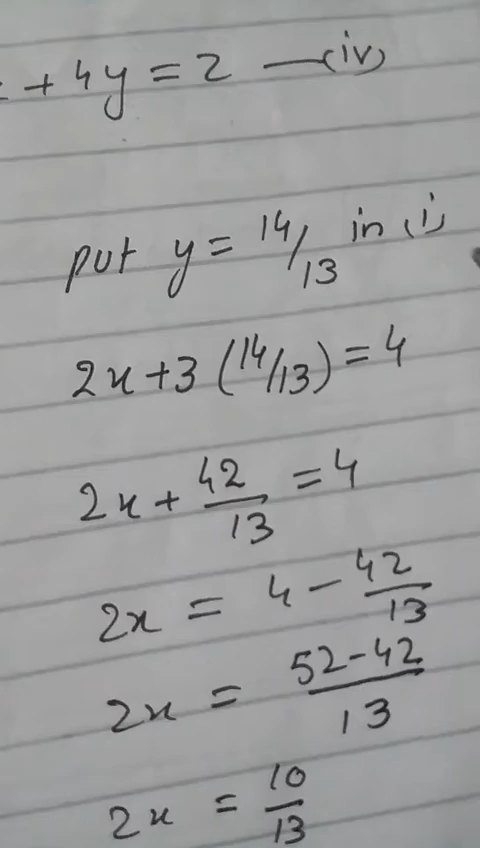 + 4y = 2 —(iv)
put y = 14/13 in (i)
2x + 3 (14/13) = 4
2x + 42/13 = 4
2x = 4 - 42/13
2x = 52-42/13
2x = 10/13